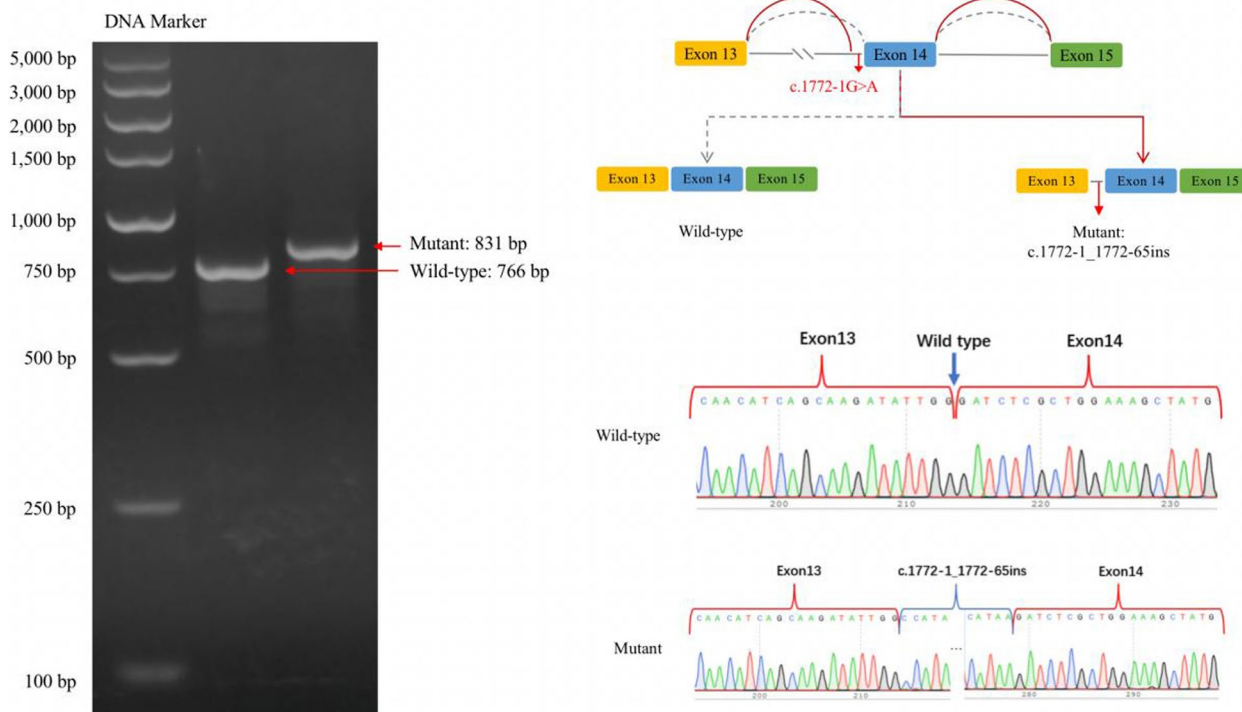 DNA Marker
5,000 bp
3,000 bp
2,000 bp
1,500 bp
1,000 bp
750 bp
500 bp
250 bp
100 bp
Mutant: 831 bp
Wild-type: 766 bp
Exon 13
Exon 14
Exon 15
c.1772-1G>A
Exon 13 Exon 14 Exon 15
Wild-type
Exon 13 Exon 14 Exon 15
Mutant:
c.1772-1_1772-65ins
Exon13 Wild type Exon14
CAACATCAGCAAGATATTGGGATCTCGCTGGAAAGCTATG
Wild-type
200 210 220 230
Exon13 c.1772-1_1772-65ins Exon14
CAACATCAGCAAGATATTGGCCATA CATAAGATCTCGCTGGAAAGCTATG
Mutant
...
200 210 280 290